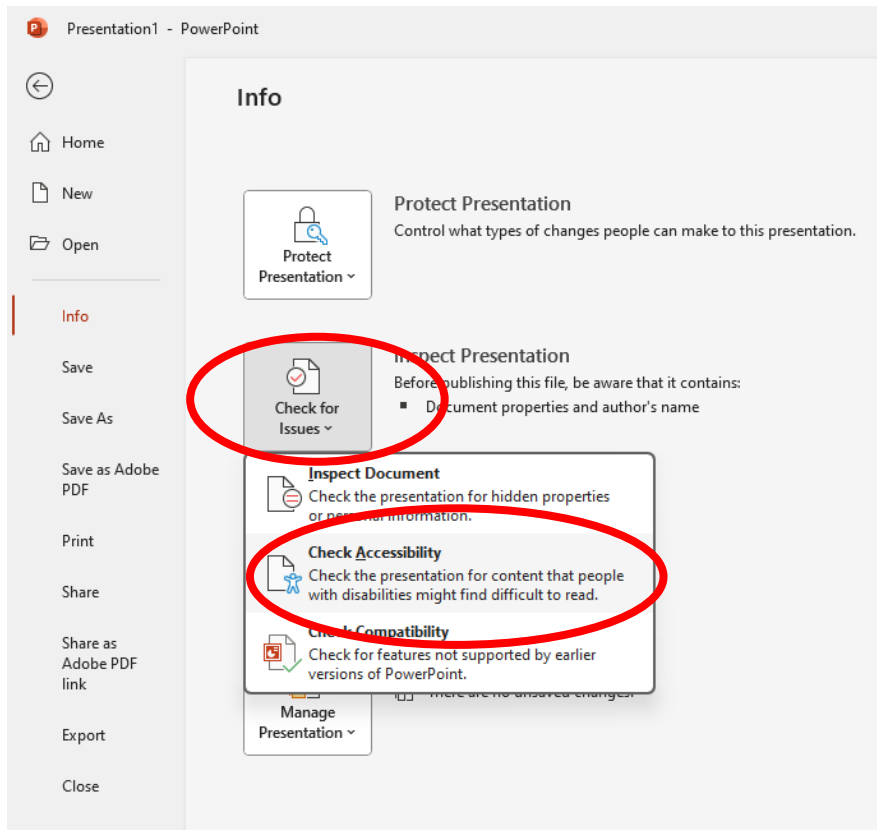 Presentation1 - PowerPoint
Info
Home
New
Open
Info
Save
Save As
Save as Adobe
PDF
Print
Share
Share as
Adobe PDF
link
Export
Close
Protect
Presentation
Protect Presentation
Control what types of changes people can make to this presentation.
Check for
Issues
Inspect Presentation
Before publishing this file, be aware that it contains:
Document properties and author's name
Inspect Document
Check the presentation for hidden properties
or personal information.
Check Accessibility
Check the presentation for content that people
with disabilities might find difficult to read.
Check Compatibility
Check for features not supported by earlier
versions of PowerPoint.
There are no unsaved changes.
Manage
Presentation